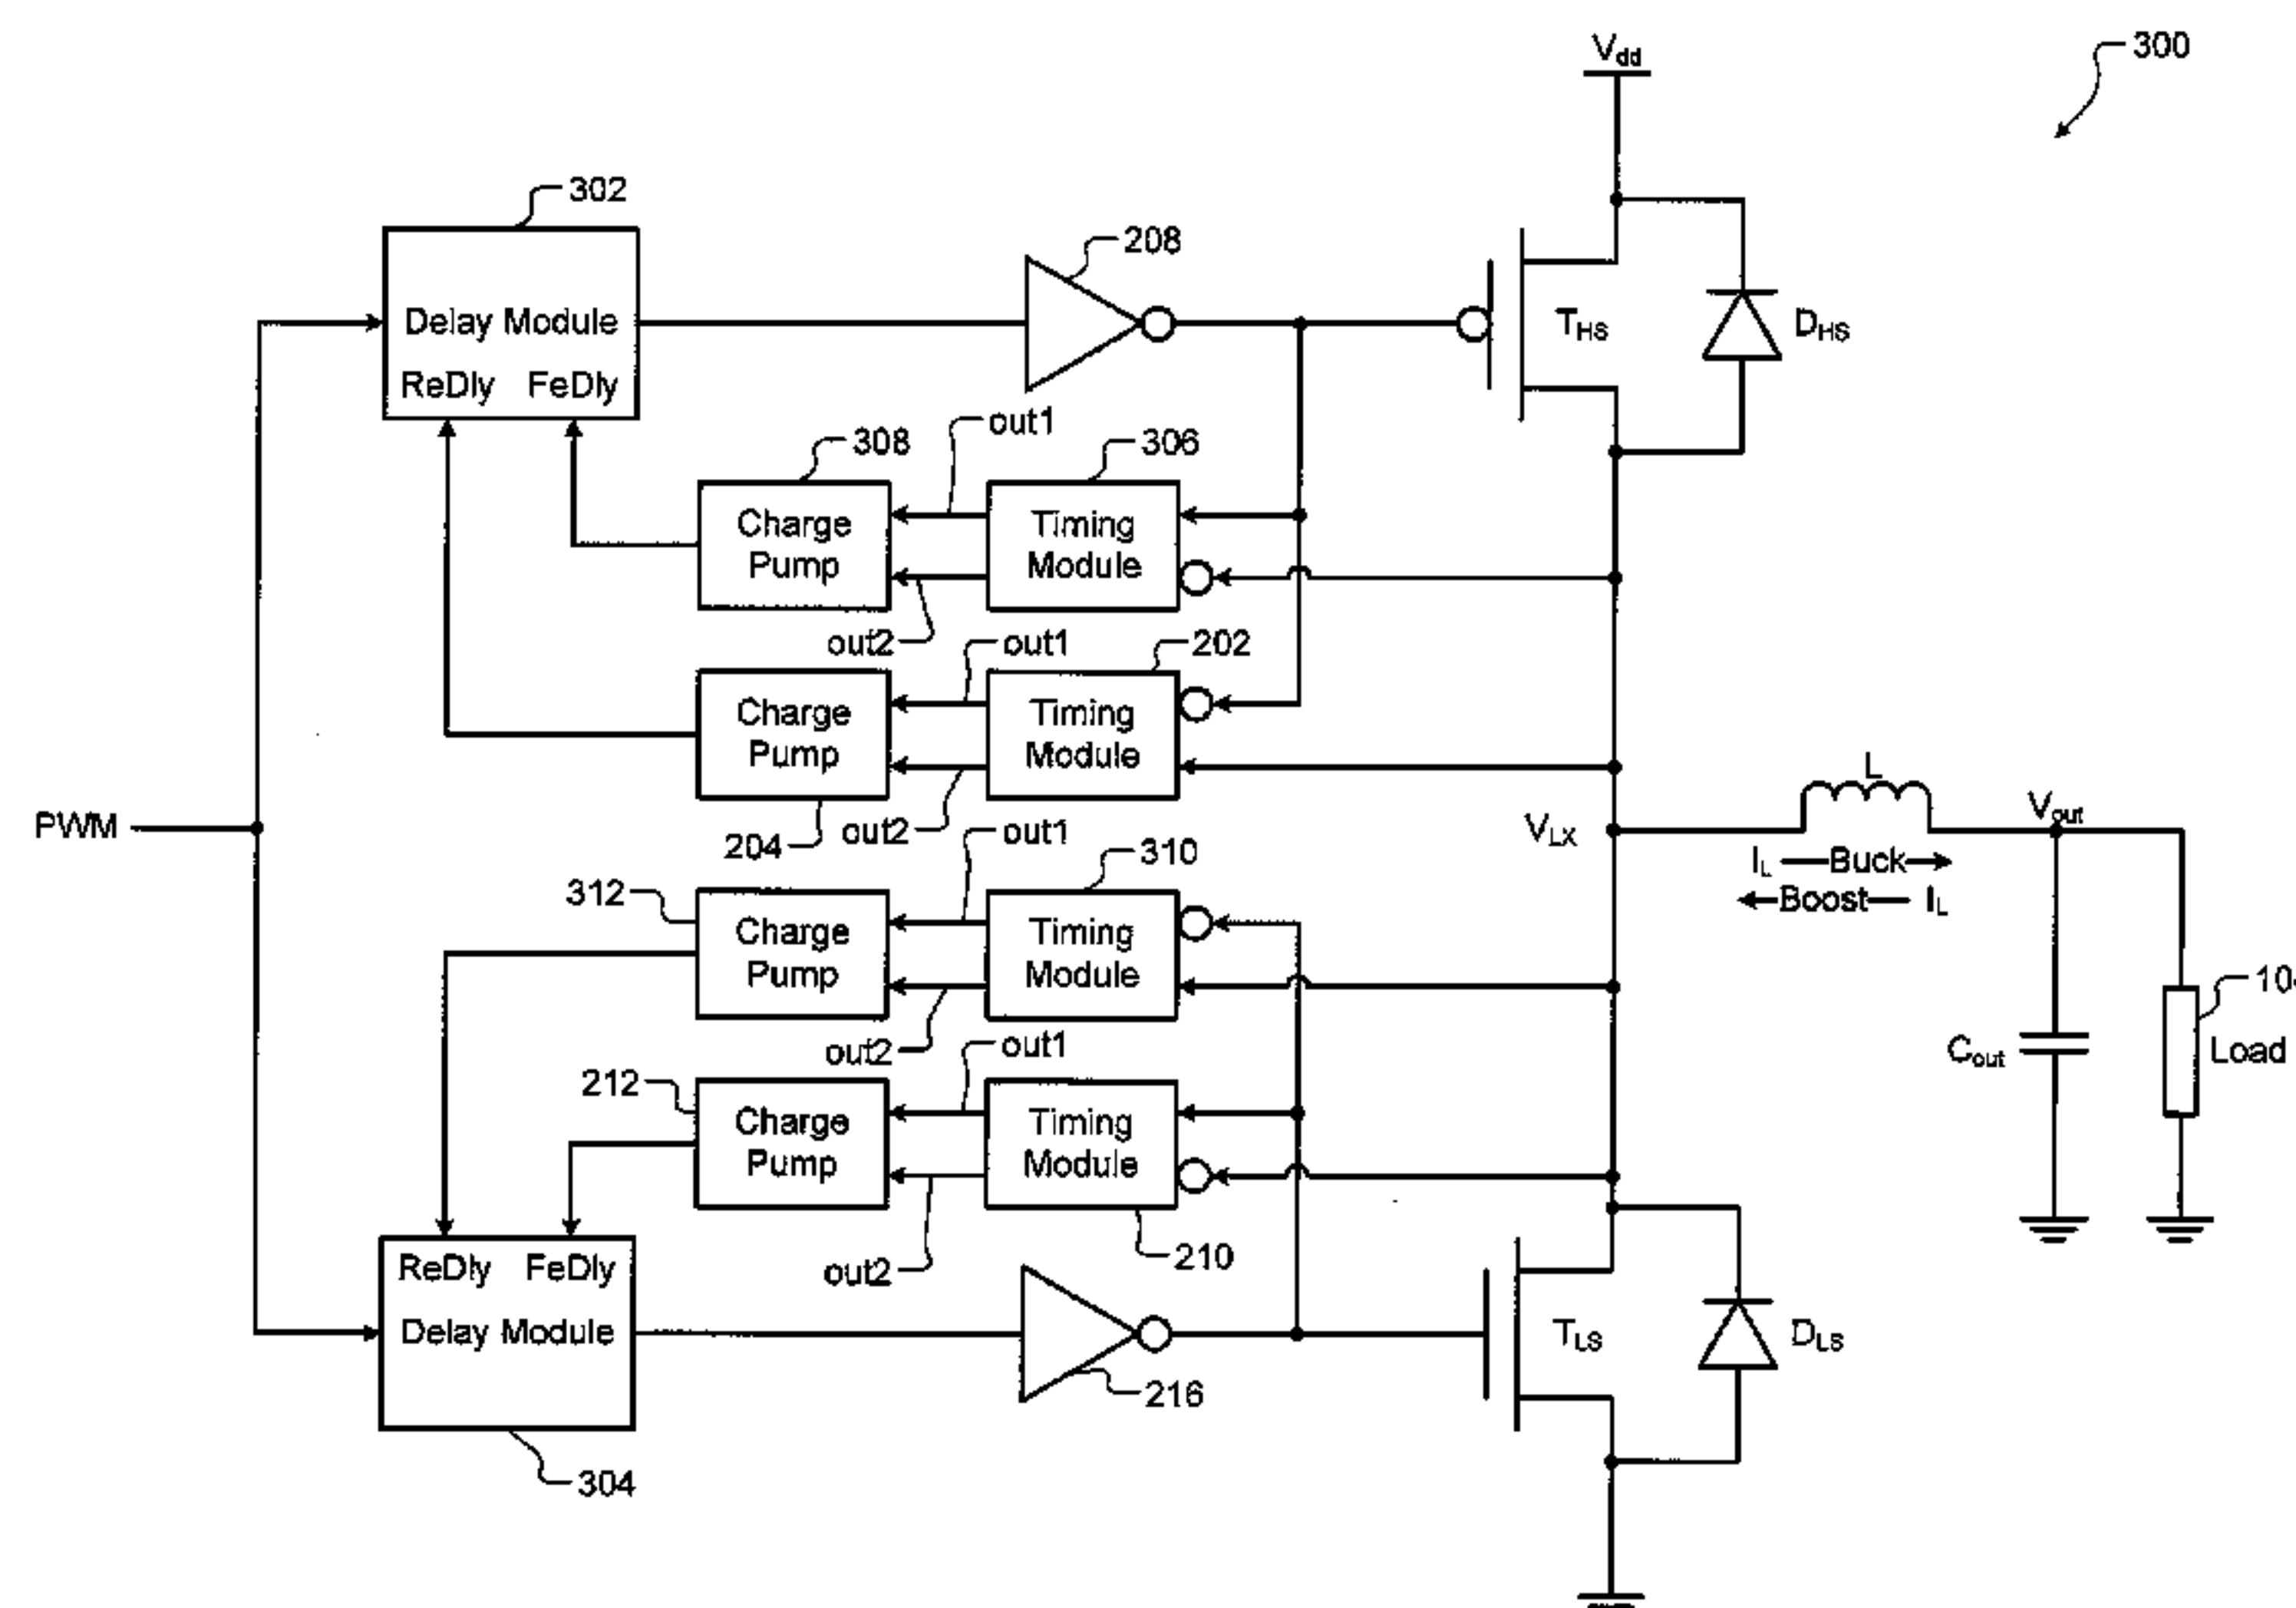 Vdd
300
302
208
Delay Module
ReDly FeDly
THS
DHS
out1
308
306
Charge
Pump
Timing
Module
out2
out1
202
Charge
Pump
Timing
Module
204
out2
out1
310
PWM
VLX
L
Vout
IL Buck
Boost IL
312
Charge
Pump
Timing
Module
out2
out1
212
Charge
Pump
Timing
Module
out2
210
Cout
Load
ReDly FeDly
Delay Module
304
216
TLS
DLS